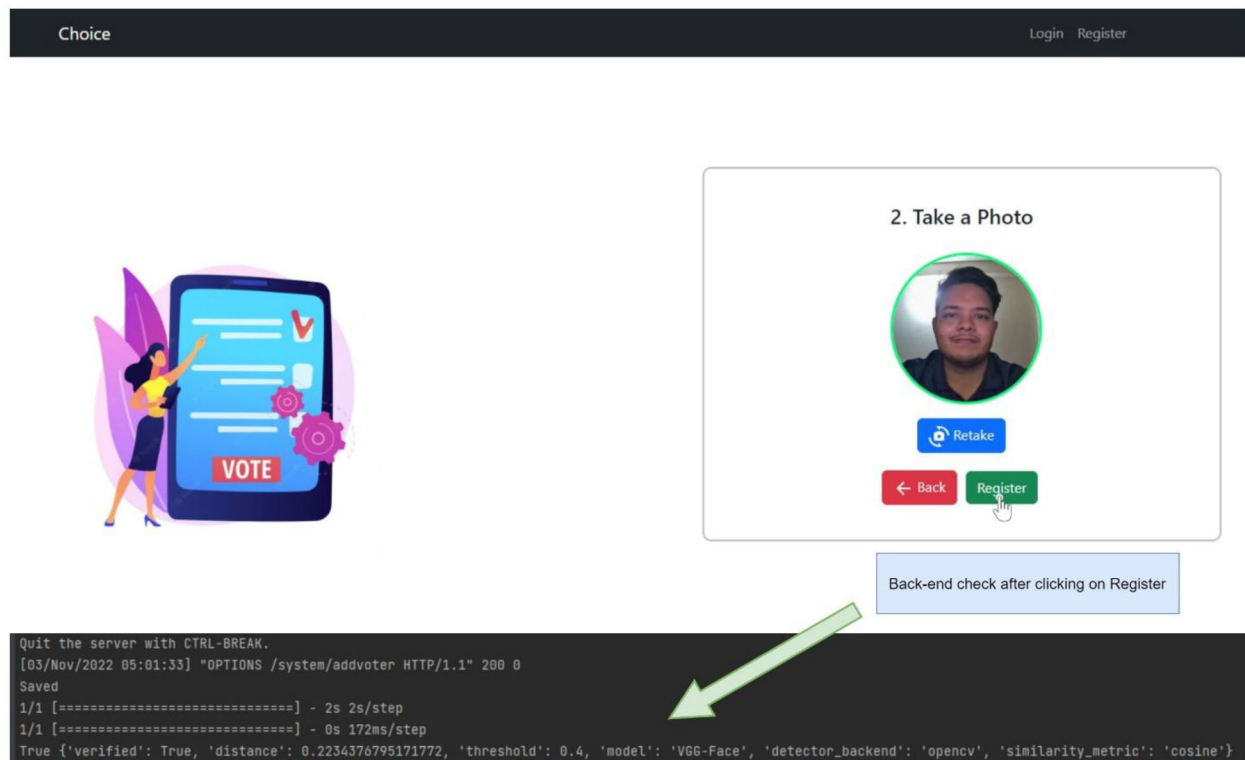 Choice
Login Register
2. Take a Photo
Retake
← Back
Register
VOTE
Back-end check after clicking on Register
Quit the server with CTRL-BREAK.
[03/Nov/2022 05:01:33] "OPTIONS /system/addvoter HTTP/1.1" 200 0
Saved
1/1 [==============================] - 2s 2s/step
1/1 [==============================] - 0s 172ms/step
True {'verified': True, 'distance': 0.2234376795171772, 'threshold': 0.4, 'model': 'VGG-Face', 'detector_backend': 'opencv', 'similarity_metric': 'cosine'}